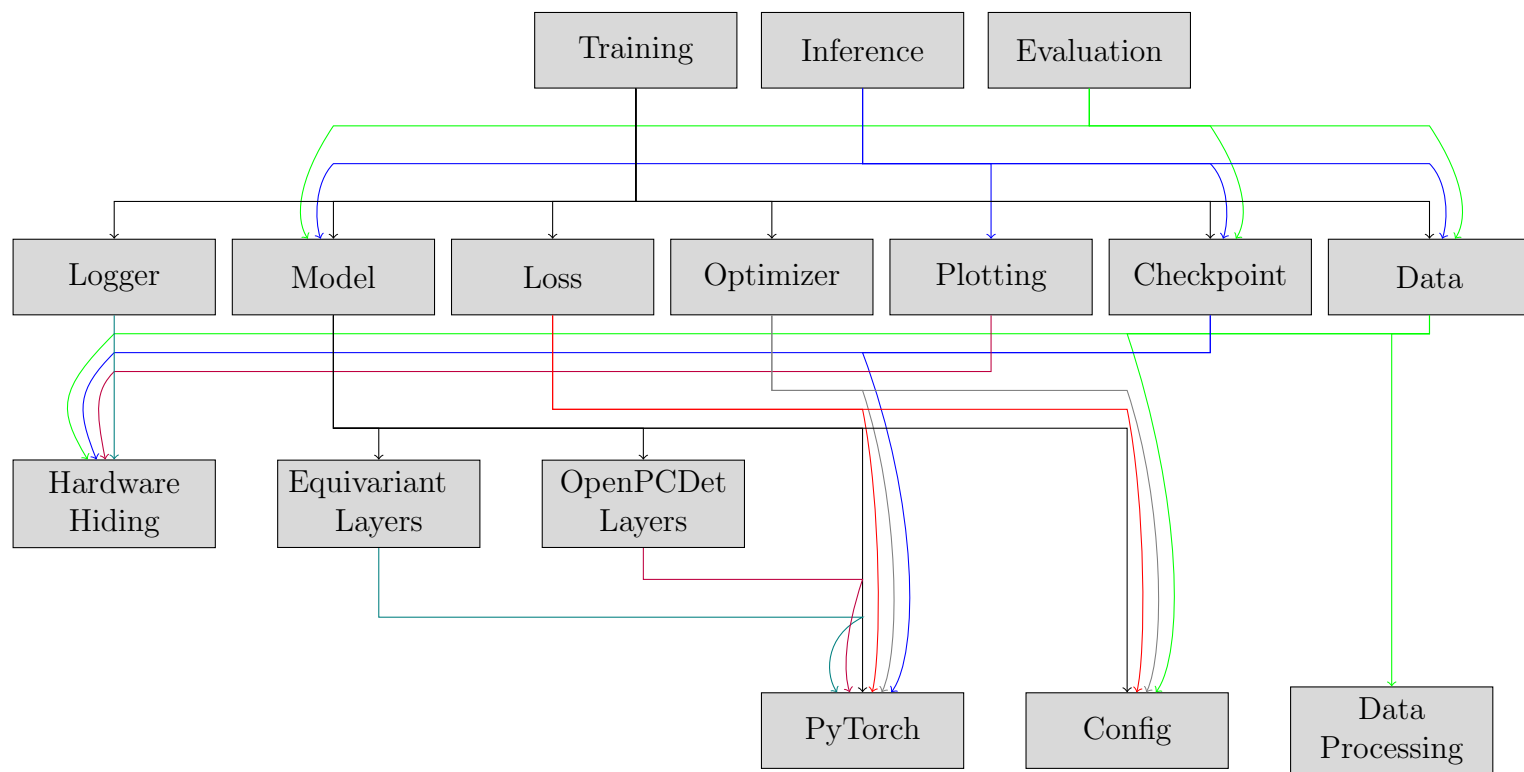 Training
Inference
Evaluation
Logger
Model
Loss
Optimizer
Plotting
Checkpoint
Data
Hardware
Hiding
Equivariant
Layers
OpenPCDet
Layers
PyTorch
Config
Data
Processing